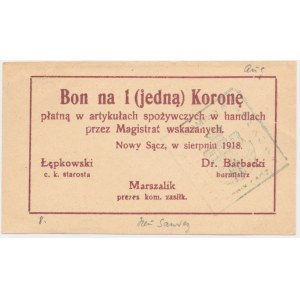 Bon na 1 (jedną) Koronę
płatną w artykułach spożywczych w handlach
przez Magistrat wskazanych.
Nowy Sącz, w sierpniu 1918.
Łępkowski Dr. Barbacki
c. k. starosta burmistrz
Marszalik
prezes kom. zasiłk.